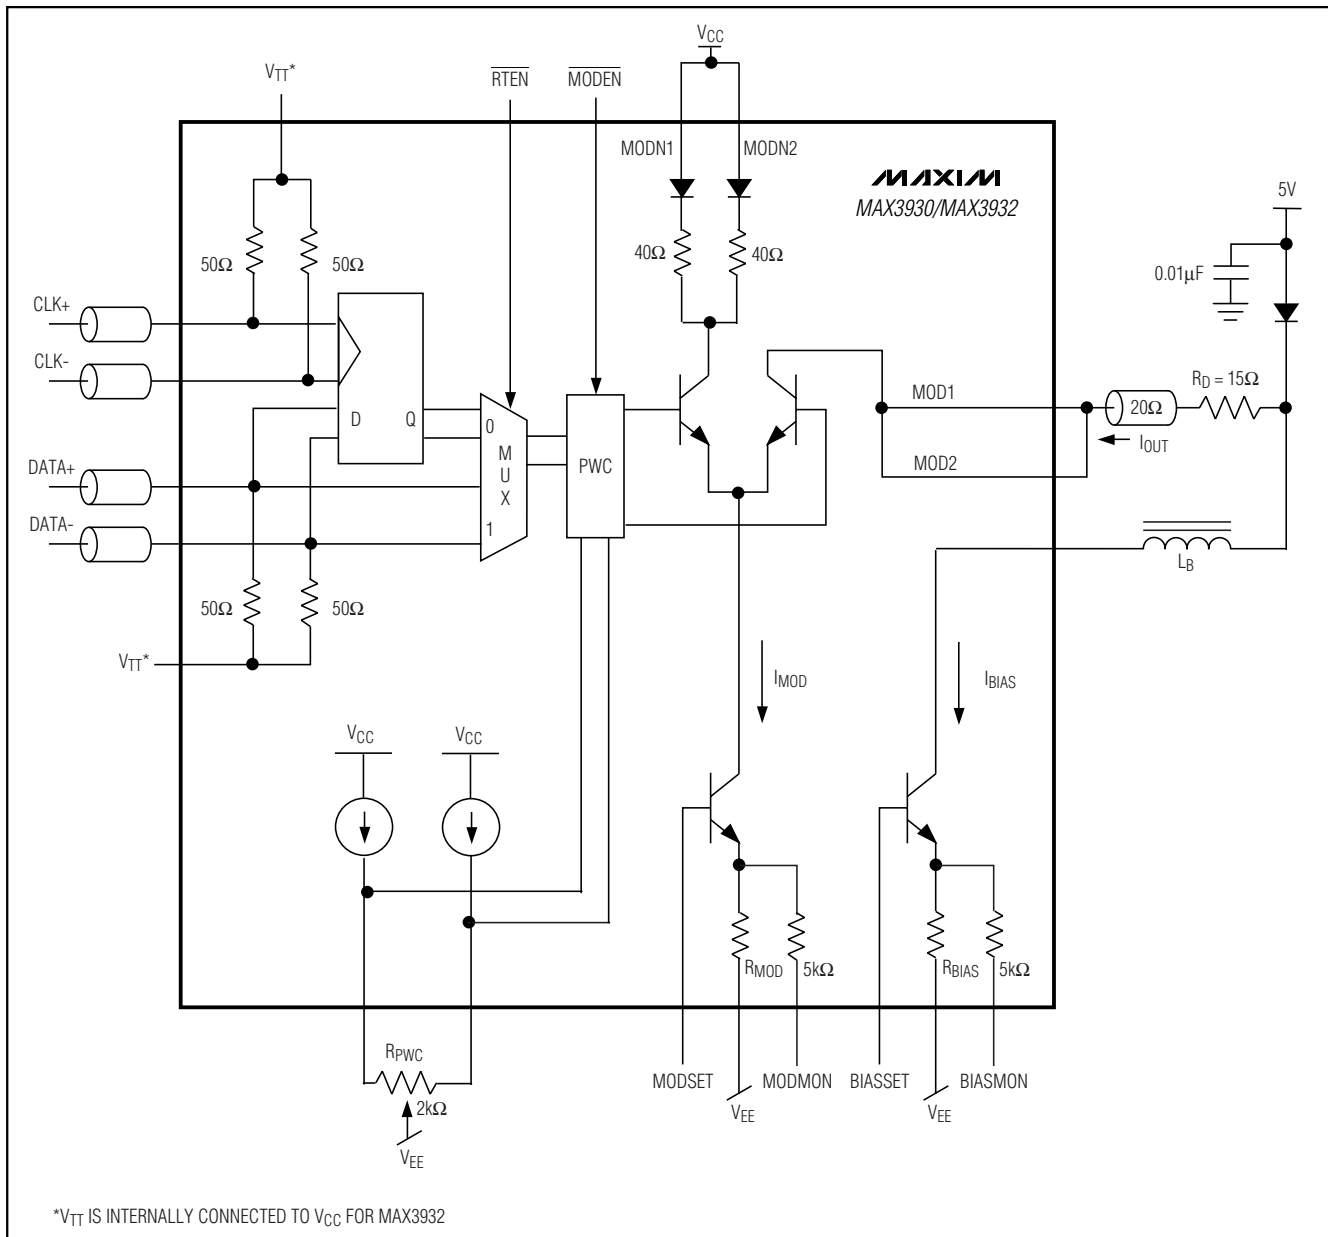 VCC
VTT*
RTEN
MODEN
MODN1
MODN2
MAXIM
MAX3930/MAX3932
5V
50Ω
50Ω
40Ω
40Ω
0.01µF
CLK+
CLK-
RD = 15Ω
MOD1
20Ω
D
Q
0
IOUT
MUX
PWC
MOD2
DATA+
DATA-
1
LB
50Ω
50Ω
VTT*
IMOD
IBIAS
VCC
VCC
RMOD
5kΩ
RBIAS
5kΩ
RPWC
2kΩ
VEE
MODSET
MODMON
BIASSET
BIASMON
VEE
VEE
*VTT IS INTERNALLY CONNECTED TO VCC FOR MAX3932